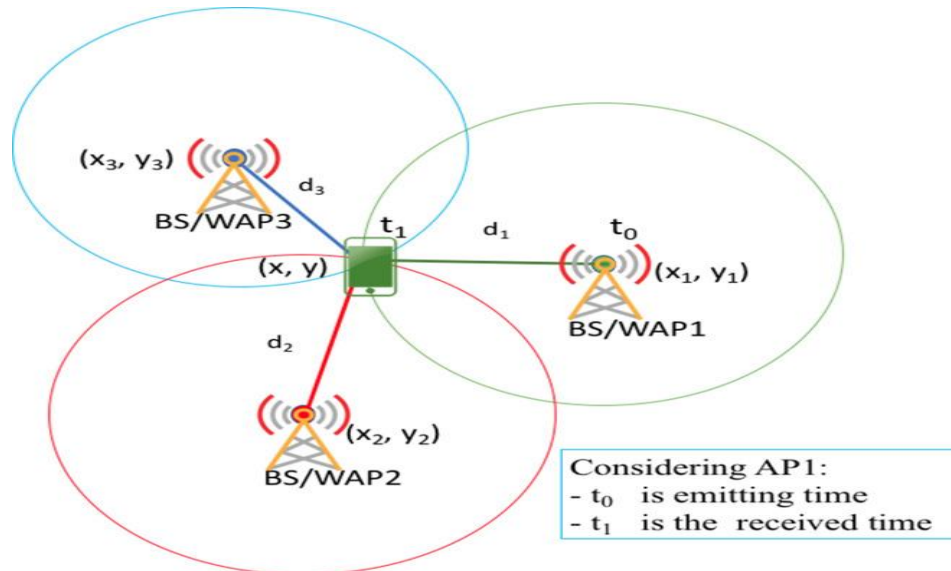 (x₃, y₃)
d₃
BS/WAP3
t₁
d₁
t₀
(x, y)
(x₁, y₁)
BS/WAP1
d₂
(x₂, y₂)
BS/WAP2
Considering AP1:
- t₀ is emitting time
- t₁ is the received time